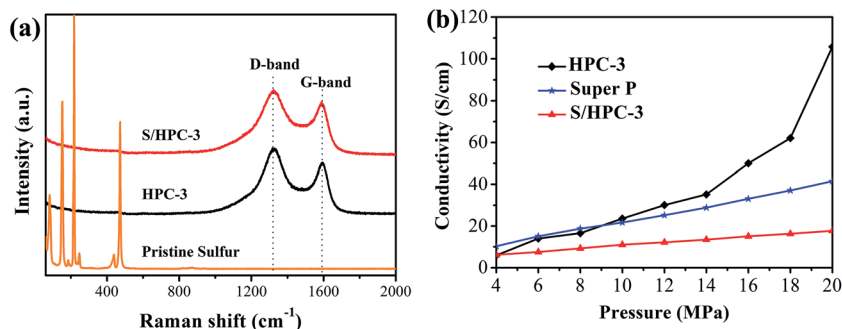 (a)
D-band
G-band
S/HPC-3
HPC-3
Pristine Sulfur
Intensity (a.u.)
400 800 1200 1600 2000
Raman shift (cm⁻¹)
(b)
HPC-3
Super P
S/HPC-3
Conductivity (S/cm)
120
100
80
60
40
20
0
4 6 8 10 12 14 16 18 20
Pressure (MPa)